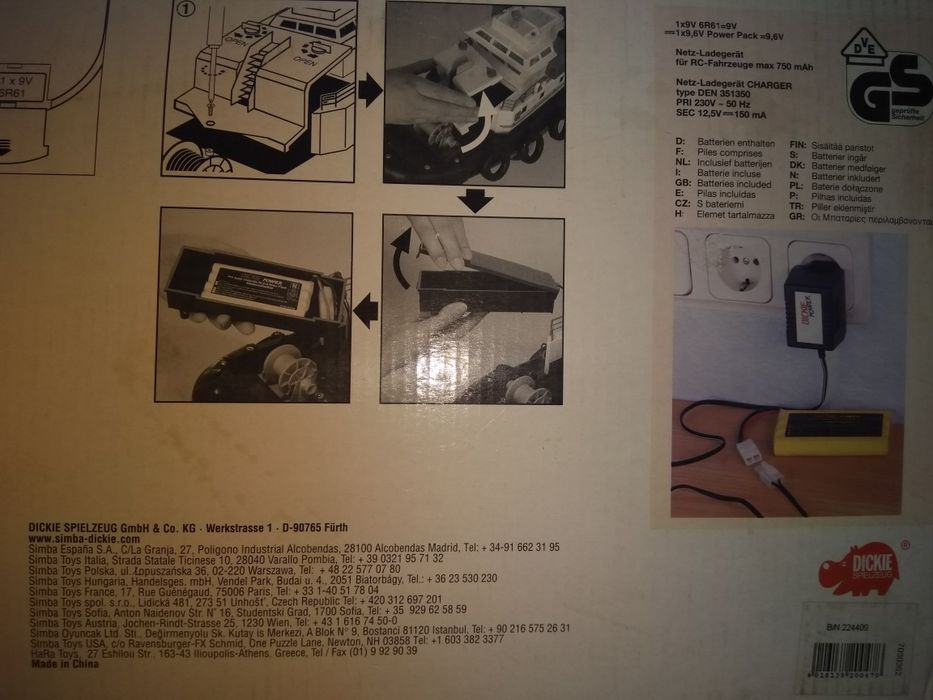 1 x 9V
6R61
1
OPEN
OPEN
1x9V 6R61=9V
1x9,6V Power Pack =9,6V
Netz-Ladegerät
für RC-Fahrzeuge max 750 mAh
Netz-Ladegerät CHARGER
type DEN 351350
PRI 230V ~ 50 Hz
SEC 12,5V 150 mA
DVE
GS
geprüfte
Sicherheit
D: Batterien enthalten
F: Piles comprises
NL: Inclusief batterijen
I: Batterie incluse
GB: Batteries included
E: Pilas incluidas
CZ: S bateriemi
H: Elemet tartalmazza
FIN: Sisältää paristot
S: Batterier ingår
DK: Batterier medfølger
N: Batterier inkludert
PL: Baterie dołączone
P: Pilhas incluidas
TR: Piller eklenmiştir
GR: Οι Μπαταρίες περιλαμβάνονται
POWER
DICKIE
POWER
DICKIE SPIELZEUG GmbH & Co. KG · Werkstrasse 1 · D-90765 Fürth
www.simba-dickie.com
Simba España S.A., C/La Granja, 27, Poligono Industrial Alcobendas, 28100 Alcobendas Madrid, Tel: + 34-91 662 31 95
Simba Toys Italia, Strada Statale Ticinese 10, 28040 Varallo Pombia, Tel: + 39 0321 95 71 32
Simba Toys Polska, ul. Łopuszańska 36, 02-220 Warszawa, Tel: + 48 22 577 07 80
Simba Toys Hungaria, Handelsges. mbH, Vendel Park, Budai u. 4., 2051 Biatorbágy, Tel.: + 36 23 530 230
Simba Toys France, 17, Rue Guénégaud, 75006 Paris, Tel: + 33 1-40 51 78 04
Simba Toys spol. s.r.o., Lidická 481, 273 51 Unhošt', Czech Republic Tel: + 420 312 697 201
Simba Toys Sofia, Anton Naidenov Str. N° 16, Studentski Grad, 1700 Sofia, Tel: + 35 929 62 58 59
Simba Toys Austria, Jochen-Rindt-Strasse 25, 1230 Wien, Tel: + 43 1 616 74 50-0
Simba Oyuncak Ltd. Sti., Değirmenyolu Sk. Kutay is Merkezi, A Blok N° 9, Bostanci 81120 Istanbul, Tel: + 90 216 575 26 31
Simba Toys USA, c/o Ravensburger-FX Schmid, One Puzzle Lane, Newton, NH 03858 Tel: +1 603 382 3377
HaRa Toys, 27 Eshilou Str., 163-43 Ilioupolis-Athens, Greece, Tel / Fax (01) 9 92 90 39
Made in China
DICKIE
SPIELZEUG
®
B/N 224409
7030362
4 018139 200470